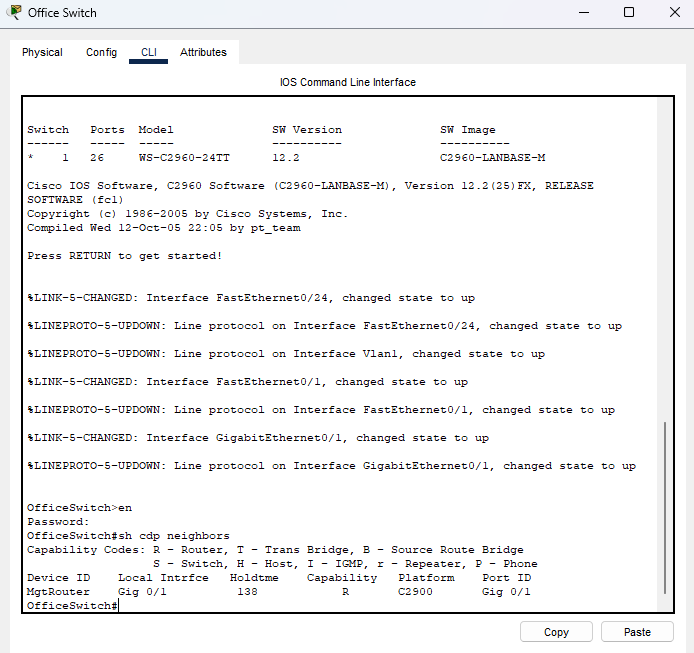 Office Switch
Physical Config CLI Attributes
IOS Command Line Interface
Switch Ports Model SW Version SW Image
------ ----- ----- ---------- ----------
* 1 26 WS-C2960-24TT 12.2 C2960-LANBASE-M
Cisco IOS Software, C2960 Software (C2960-LANBASE-M), Version 12.2(25)FX, RELEASE
SOFTWARE (fc1)
Copyright (c) 1986-2005 by Cisco Systems, Inc.
Compiled Wed 12-Oct-05 22:05 by pt_team
Press RETURN to get started!
%LINK-5-CHANGED: Interface FastEthernet0/24, changed state to up
%LINEPROTO-5-UPDOWN: Line protocol on Interface FastEthernet0/24, changed state to up
%LINEPROTO-5-UPDOWN: Line protocol on Interface Vlan1, changed state to up
%LINK-5-CHANGED: Interface FastEthernet0/1, changed state to up
%LINEPROTO-5-UPDOWN: Line protocol on Interface FastEthernet0/1, changed state to up
%LINK-5-CHANGED: Interface GigabitEthernet0/1, changed state to up
%LINEPROTO-5-UPDOWN: Line protocol on Interface GigabitEthernet0/1, changed state to up
OfficeSwitch>en
Password:
OfficeSwitch#sh cdp neighbors
Capability Codes: R - Router, T - Trans Bridge, B - Source Route Bridge
S - Switch, H - Host, I - IGMP, r - Repeater, P - Phone
Device ID Local Intrfce Holdtme Capability Platform Port ID
MgtRouter Gig 0/1 138 R C2900 Gig 0/1
OfficeSwitch#
Copy Paste